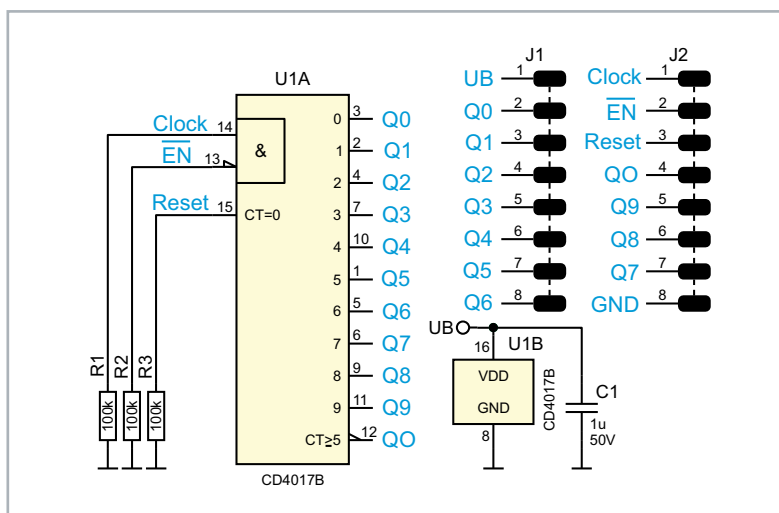 U1A
Clock 14
EN 13
Reset 15
&
CT=0
0 3 Q0
1 2 Q1
2 4 Q2
3 7 Q3
4 10 Q4
5 1 Q5
6 5 Q6
7 6 Q7
8 9 Q8
9 11 Q9
CT≥5 12 QO
CD4017B
R1
R2
R3
100k
100k
100k
J1
UB 1
Q0 2
Q1 3
Q2 4
Q3 5
Q4 6
Q5 7
Q6 8
J2
Clock 1
EN 2
Reset 3
QO 4
Q9 5
Q8 6
Q7 7
GND 8
UB
16
U1B
VDD
GND
8
CD4017B
C1
1u
50V